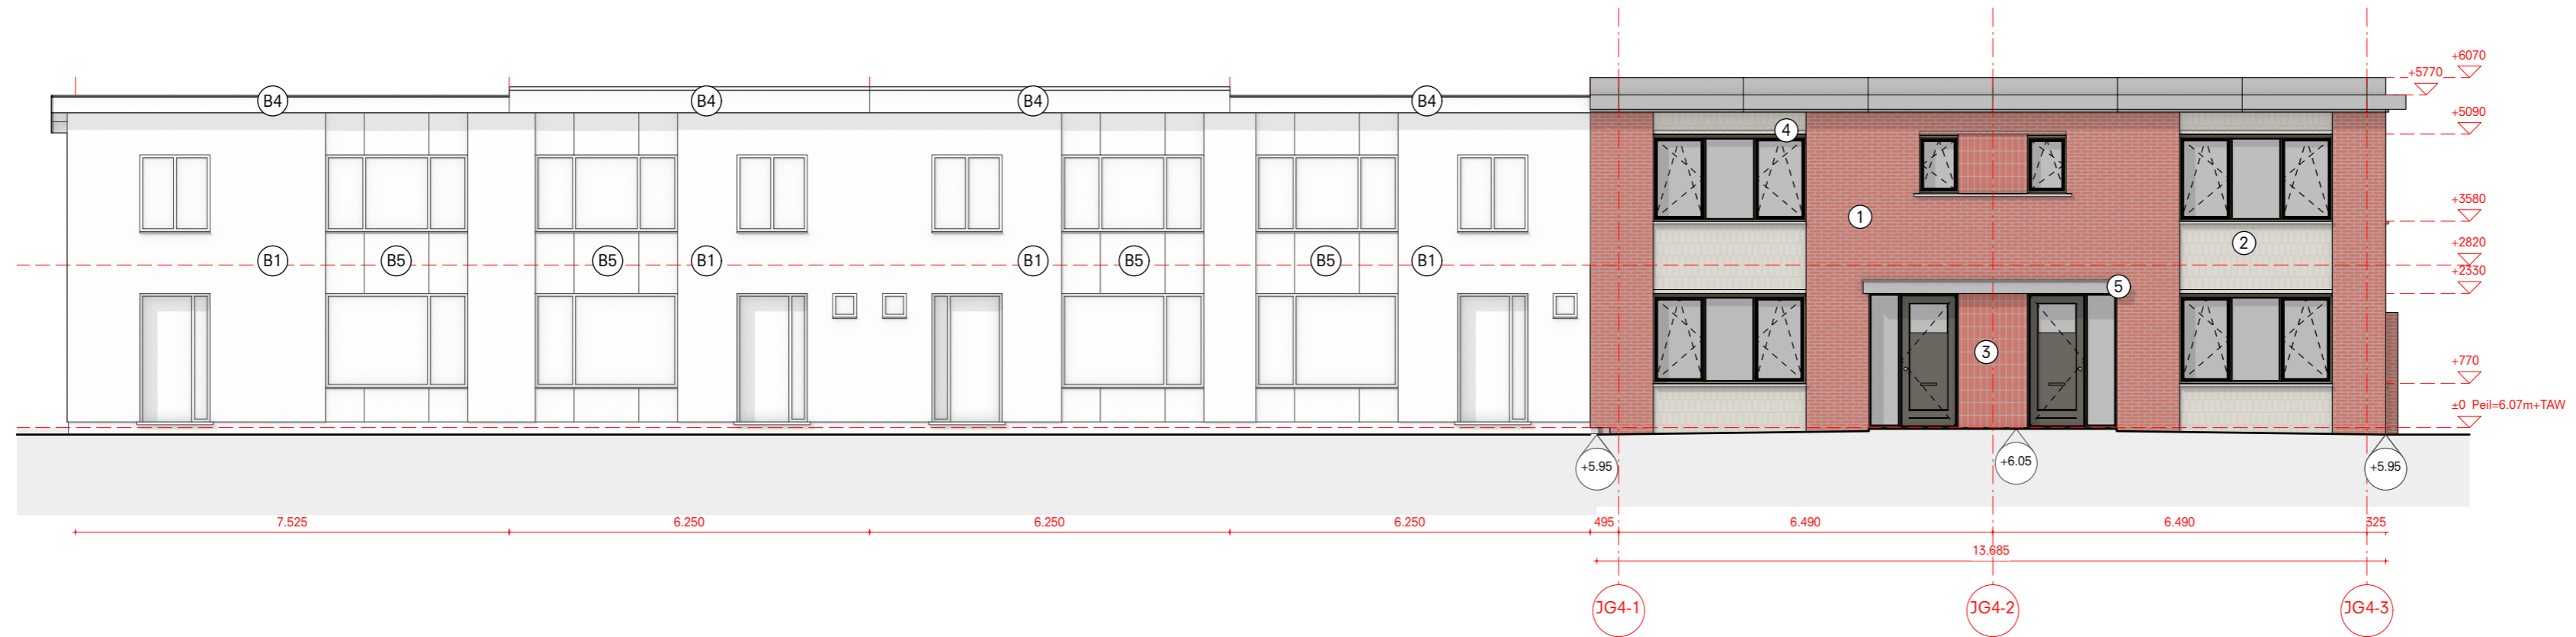 +6070
+5770
B4 B4 B4 B4
+5090
4
+3580
1
+2820
2
B1 B5 B5 B1 B1 B5 B5 B1
+2330
5
3
+770
±0 Peil=6.07m+TAW
+5.95 +6.05 +5.95
7.525 6.250 6.250 6.250 495 6.490 6.490 325
13.685
JG4-1 JG4-2 JG4-3